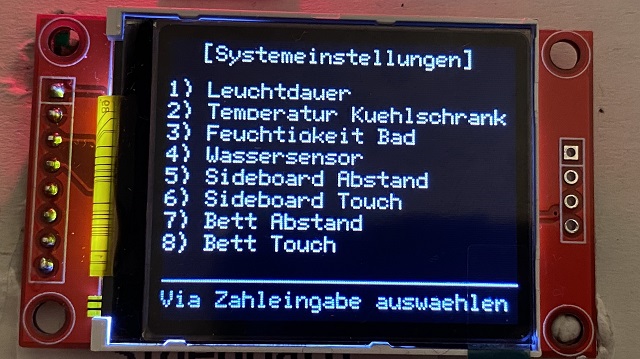 [Systemeinstellungen]
1) Leuchtdauer
2) Temperatur Kuehlschrank
3) Feuchtigkeit Bad
4) Wassersensor
5) Sideboard Abstand
6) Sideboard Touch
7) Bett Abstand
8) Bett Touch
Via Zahleingabe auswaehlen